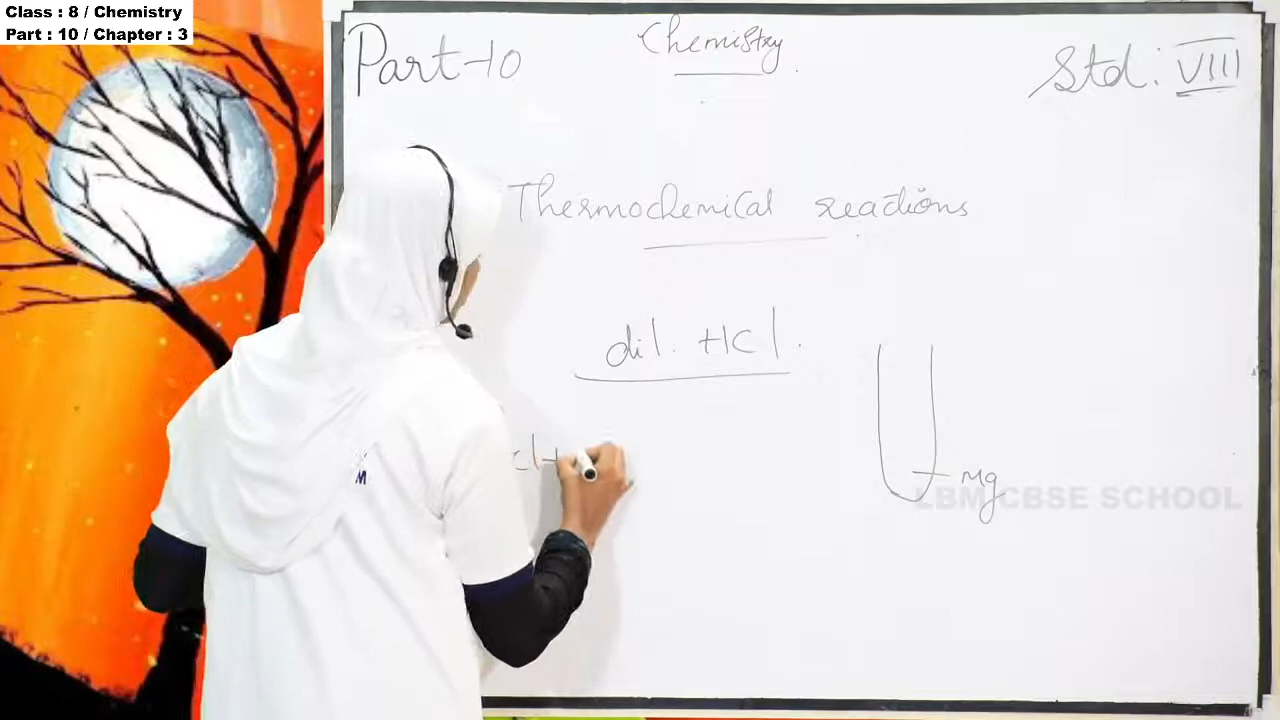 Class : 8 / Chemistry
Part : 10 / Chapter : 3
Part-10
Chemistry
Std: VIII
Thermochemical reactions
dil. HCl.
cl+
Mg
LBM CBSE SCHOOL
M